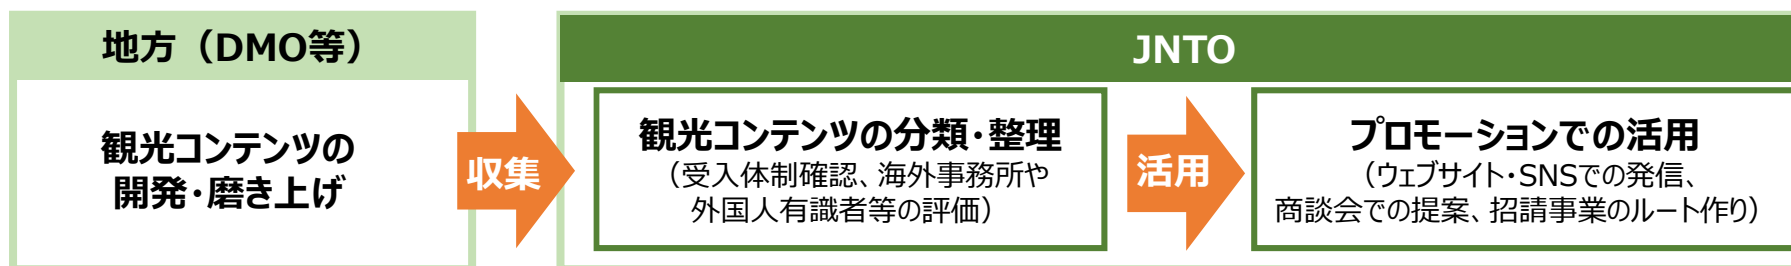 地方（DMO等）
観光コンテンツの
開発・磨き上げ
収集
JNTO
観光コンテンツの分類・整理
（受入体制確認、海外事務所や
外国人有識者等の評価）
活用
プロモーションでの活用
（ウェブサイト・SNSでの発信、
商談会での提案、招請事業のルート作り）